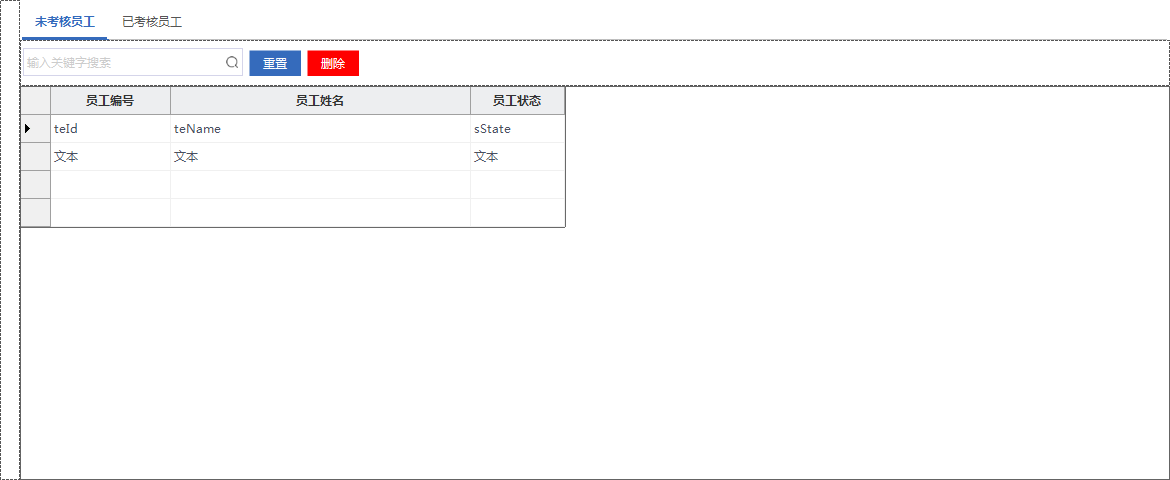 未考核员工 已考核员工
输入关键字搜索 重置 删除
员工编号 员工姓名 员工状态
teId teName sState
文本 文本 文本